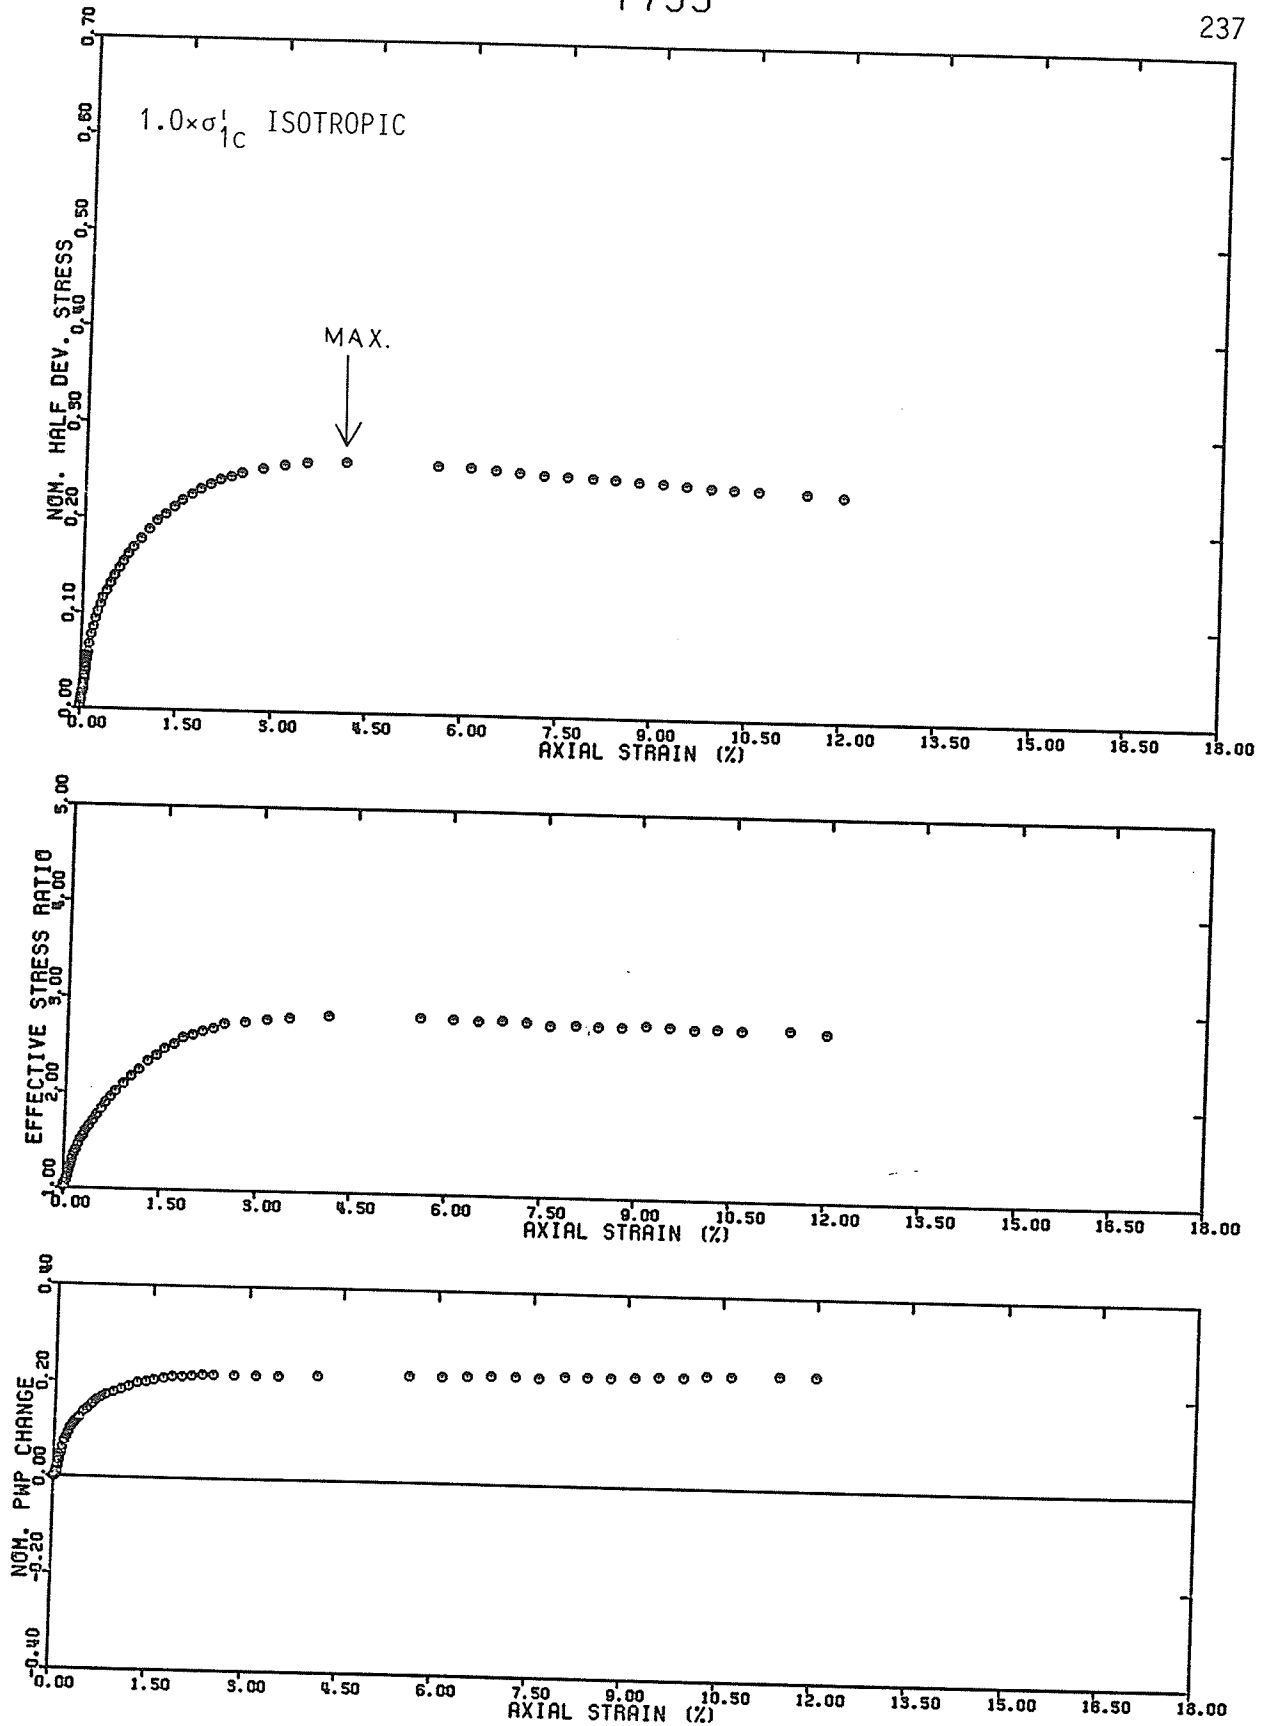 237
0.70
0.60
0.50
0.40
0.30
0.20
0.10
0.00
NOM. HALF DEV. STRESS
1.0×σ'1C ISOTROPIC
MAX.
0.00 1.50 3.00 4.50 6.00 7.50 9.00 10.50 12.00 13.50 15.00 16.50 18.00
AXIAL STRAIN (%)
5.00
4.00
3.00
2.00
1.00
EFFECTIVE STRESS RATIO
0.00 1.50 3.00 4.50 6.00 7.50 9.00 10.50 12.00 13.50 15.00 16.50 18.00
AXIAL STRAIN (%)
0.40
0.20
0.00
-0.20
-0.40
NOM. PWP CHANGE
0.00 1.50 3.00 4.50 6.00 7.50 9.00 10.50 12.00 13.50 15.00 16.50 18.00
AXIAL STRAIN (%)